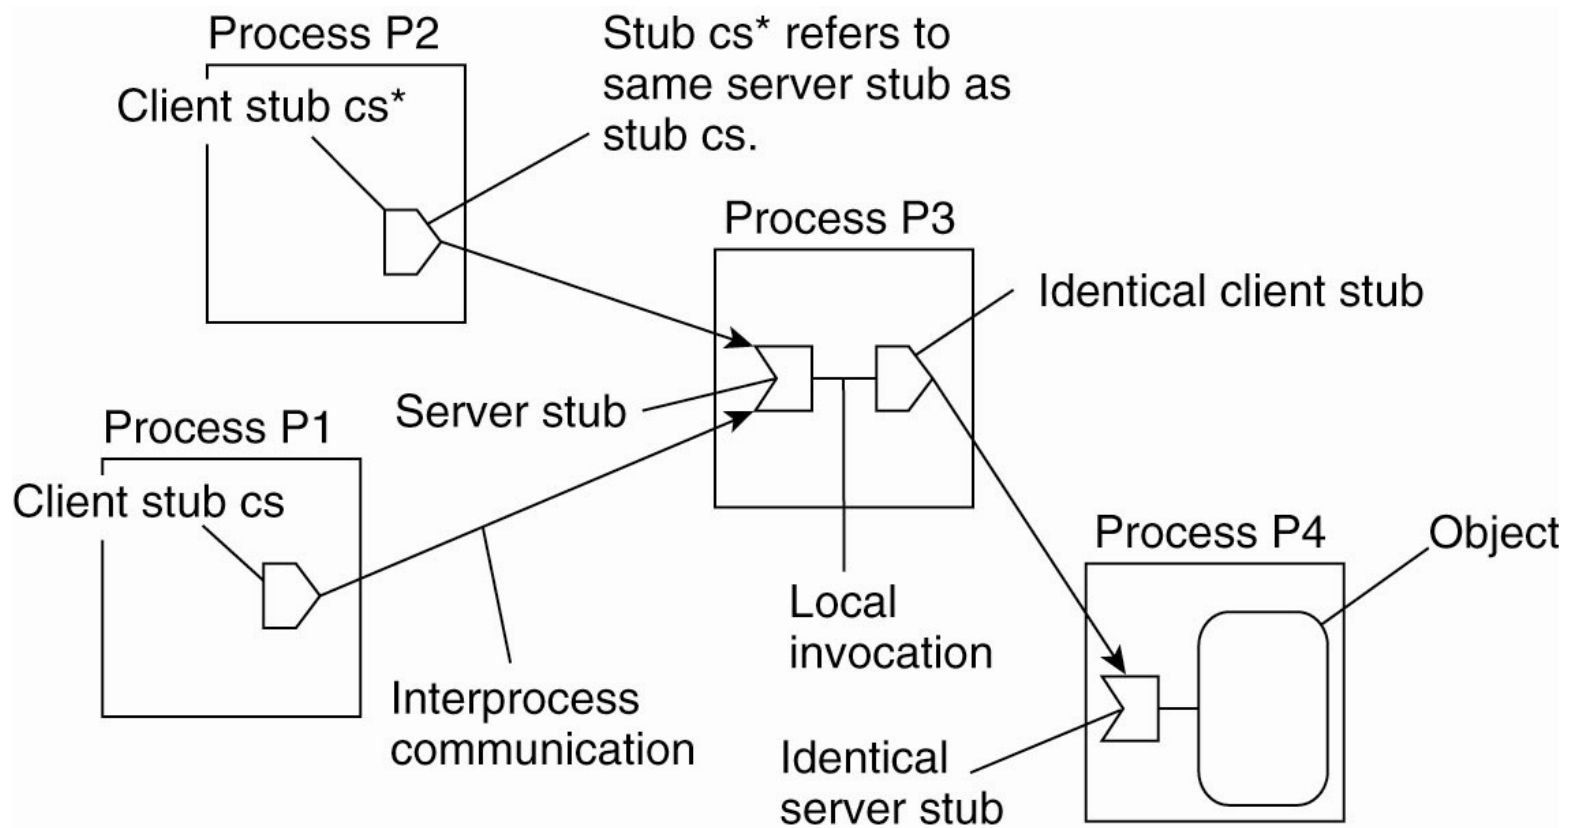 Process P2
Client stub cs*
Stub cs* refers to
same server stub as
stub cs.
Process P3
Identical client stub
Server stub
Process P1
Client stub cs
Interprocess
communication
Local
invocation
Process P4
Object
Identical
server stub